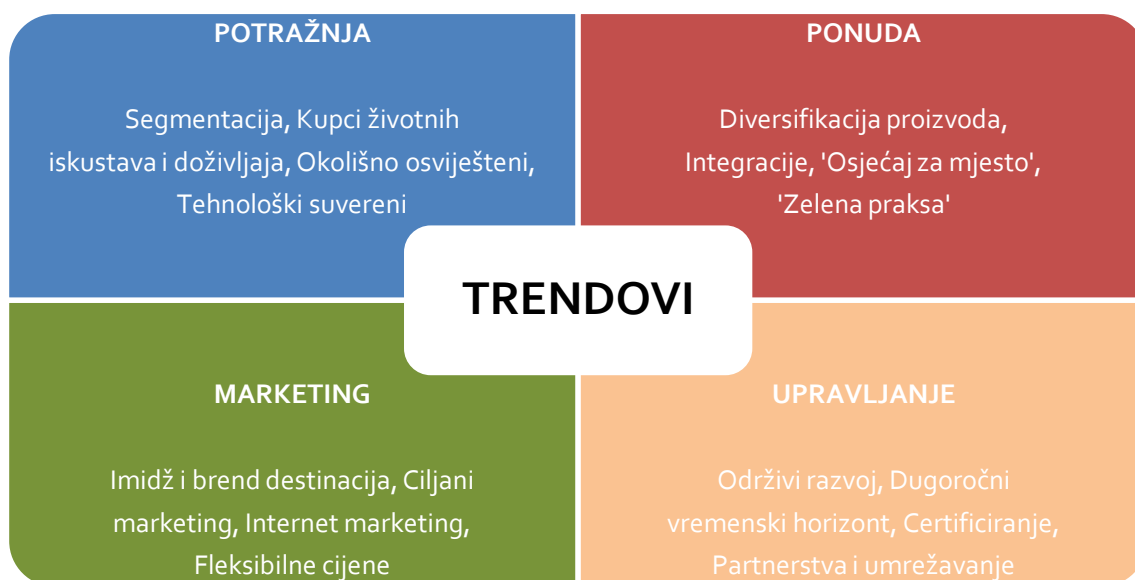 POTRAŽNJA
Segmentacija, Kupci životnih
iskustava i doživljaja, Okolišno osviješteni,
Tehnološki suvereni
PONUDA
Diversifikacija proizvoda,
Integracije, 'Osjećaj za mjesto',
'Zelena praksa'
TRENDOVI
MARKETING
Imidž i brend destinacija, Ciljani
marketing, Internet marketing,
Fleksibilne cijene
UPRAVLJANJE
Održivi razvoj, Dugoročni
vremenski horizont, Certificiranje,
Partnerstva i umrežavanje